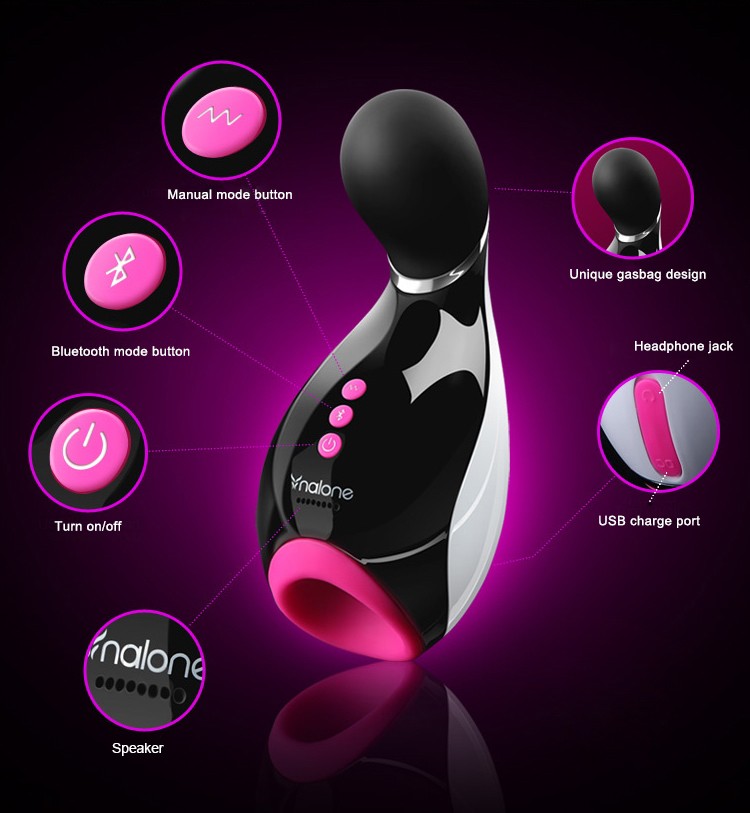 Manual mode button
Unique gasbag design
Bluetooth mode button
Headphone jack
nalone
Turn on/off
USB charge port
nalone
Speaker